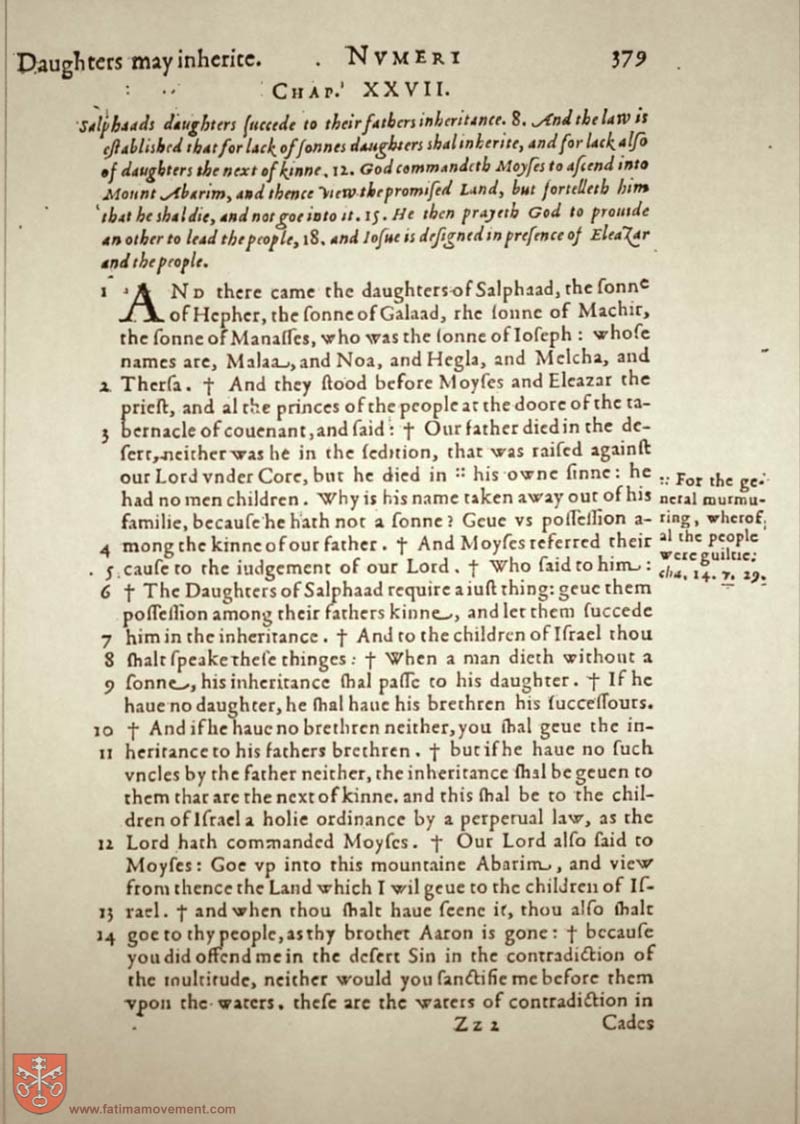 Daughters may inherite. NVMERI 379
CHAP. XXVII.
Salphaads daughters ſuccede to their fathers inheritance. 8. And the law is
eſtabliſhed that for lack of ſonnes daughters shal inherite, and for lack alſo
of daughters the next of kinne, 12. God commandeth Moyſes to aſcend into
Mount Abarim, and thence view the promiſed Land, but fortelleth him
that he shal die, and not goe into it. 15. He then prayeth God to prouide
an other to lead the people, 18. and Ioſue is deſigned in preſence of Eleazar
and the people.
1 AND there came the daughters of Salphaad, the ſonne
of Hepher, the ſonne of Galaad, rhe ſonne of Machir,
the ſonne of Manaſſes, who was the ſonne of Ioſeph : whoſe
names are, Malaa, and Noa, and Hegla, and Melcha, and
2 Therſa. † And they ſtood before Moyſes and Eleazar the
prieſt, and al the princes of the people at the doore of the ta-
3 bernacle of couenant, and ſaid : † Our father died in the de-
ſert, neither was he in the ſedition, that was raiſed againſt
our Lord vnder Core, but he died in :: his owne ſinne : he
had no men children. Why is his name taken away out of his
familie, becauſe he hath not a ſonne? Geue vs poſſeſſion a-
4 mong the kinne of our father. † And Moyſes referred their
5 cauſe to the iudgement of our Lord. † Who ſaid to him :
6 † The Daughters of Salphaad require a iuſt thing: geue them
poſſeſſion among their fathers kinne, and let them ſuccede
7 him in the inheritance. † And to the children of Iſrael thou
8 ſhalt ſpeake theſe thinges : † When a man dieth without a
9 ſonne, his inheritance ſhal paſſe to his daughter. † If he
haue no daughter, he ſhal haue his brethren his ſucceſſours.
10 † And if he haue no brethren neither, you ſhal geue the in-
11 heritance to his fathers brethren. † but if he haue no ſuch
vncles by the father neither, the inheritance ſhal be geuen to
them that are the next of kinne. and this ſhal be to the chil-
dren of Iſrael a holie ordinance by a perpetual law, as the
12 Lord hath commanded Moyſes. † Our Lord alſo ſaid to
Moyſes: Goe vp into this mountaine Abarim, and view
from thence the Land which I wil geue to the children of Iſ-
13 rael. † and when thou ſhalt haue ſeene it, thou alſo ſhalt
14 goe to thy people, as thy brother Aaron is gone : † becauſe
you did offend me in the deſert Sin in the contradiction of
the multitude, neither would you ſanctifie me before them
vpon the waters. theſe are the waters of contradiction in
Zz 2 Cades
:: For the ge-
neral murmu-
ring, wherof
al the people
were guiltie:
cha. 14. 7. 29.
www.fatimamovement.com